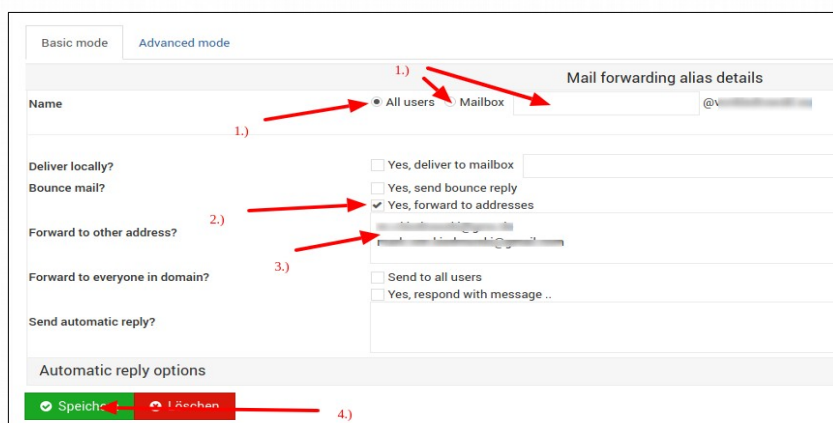 Basic mode Advanced mode
1.)
Mail forwarding alias details
Name All users Mailbox @
1.)
Deliver locally? Yes, deliver to mailbox
Bounce mail? Yes, send bounce reply
2.) Yes, forward to addresses
Forward to other address?
3.)
Forward to everyone in domain? Send to all users
Yes, respond with message ..
Send automatic reply?
Automatic reply options
4.)